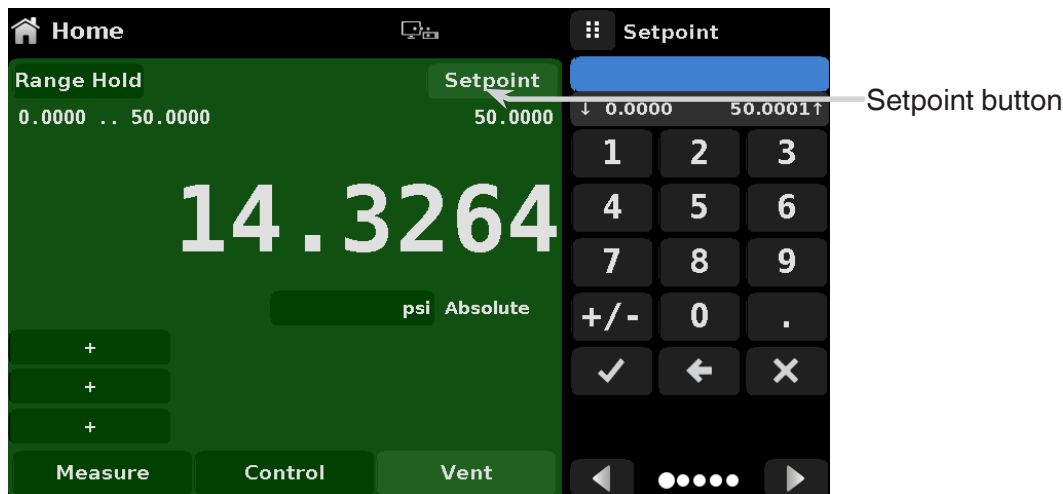 Home
Setpoint
Range Hold
Setpoint
Setpoint button
0.0000 .. 50.0000
50.0000
↓ 0.0000 50.0001↑
14.3264
psi Absolute
1 2 3
4 5 6
7 8 9
+/- 0 .
+
+
+
Measure Control Vent